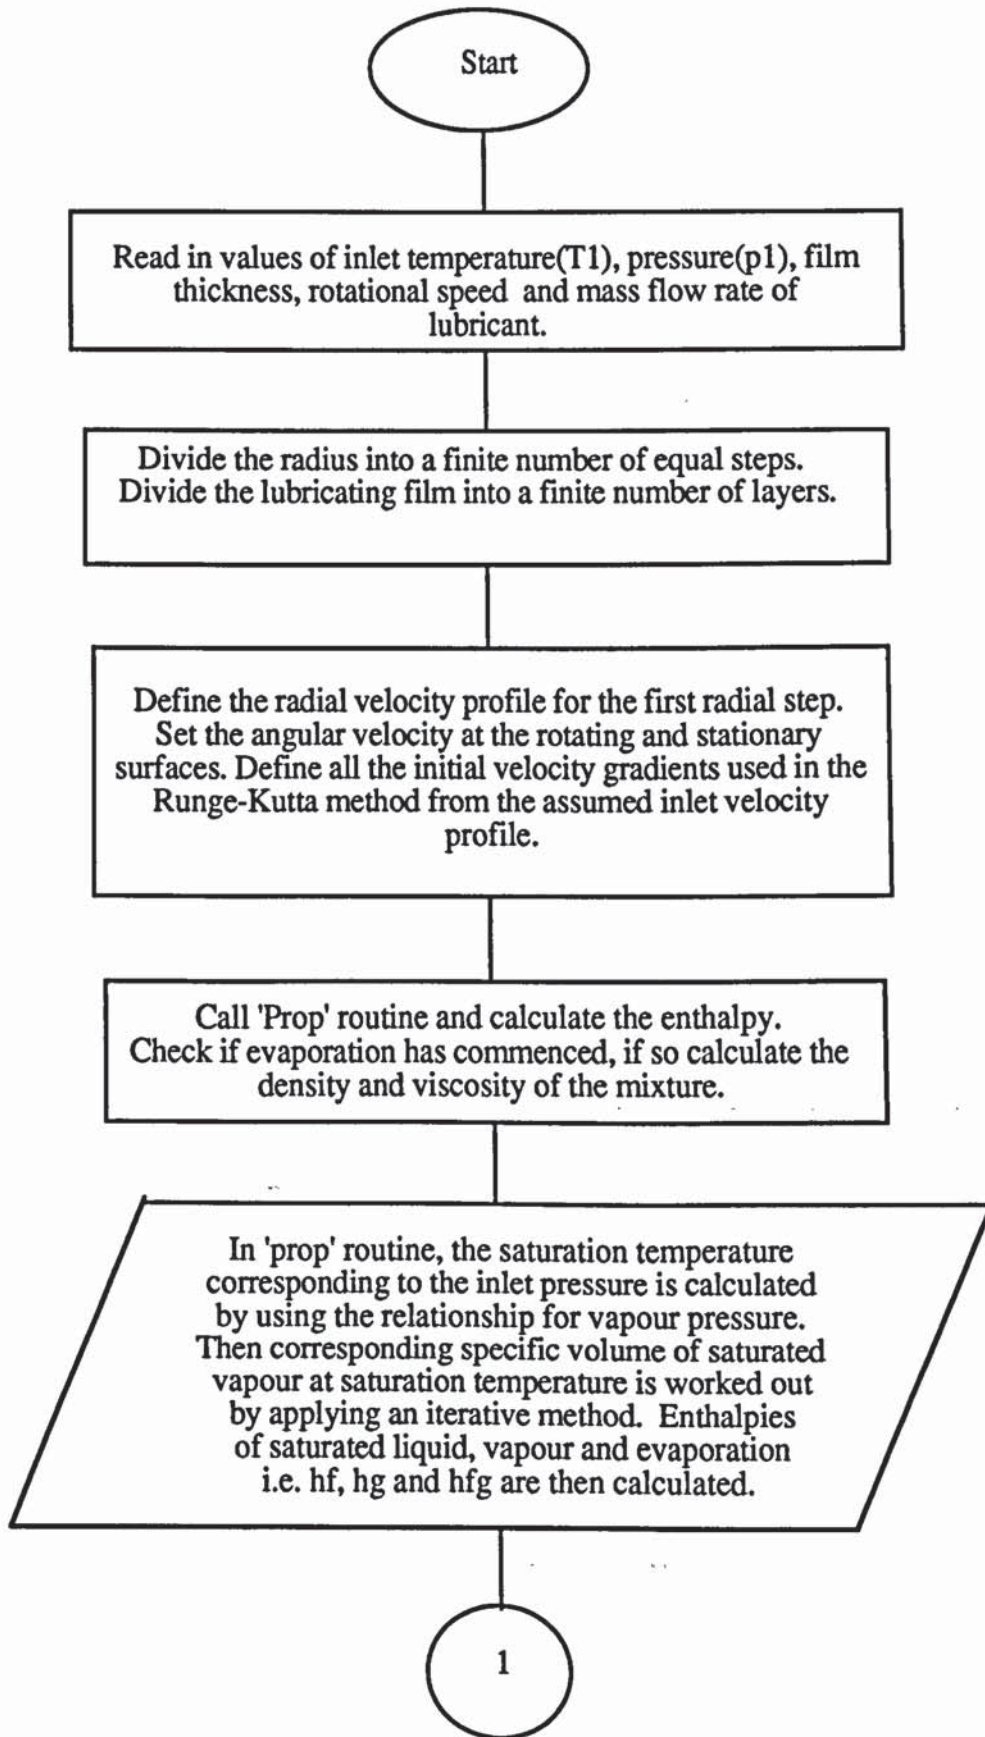 Start
Read in values of inlet temperature(T1), pressure(p1), film
thickness, rotational speed and mass flow rate of
lubricant.
Divide the radius into a finite number of equal steps.
Divide the lubricating film into a finite number of layers.
Define the radial velocity profile for the first radial step.
Set the angular velocity at the rotating and stationary
surfaces. Define all the initial velocity gradients used in the
Runge-Kutta method from the assumed inlet velocity
profile.
Call 'Prop' routine and calculate the enthalpy.
Check if evaporation has commenced, if so calculate the
density and viscosity of the mixture.
In 'prop' routine, the saturation temperature
corresponding to the inlet pressure is calculated
by using the relationship for vapour pressure.
Then corresponding specific volume of saturated
vapour at saturation temperature is worked out
by applying an iterative method. Enthalpies
of saturated liquid, vapour and evaporation
i.e. hf, hg and hfg are then calculated.
1